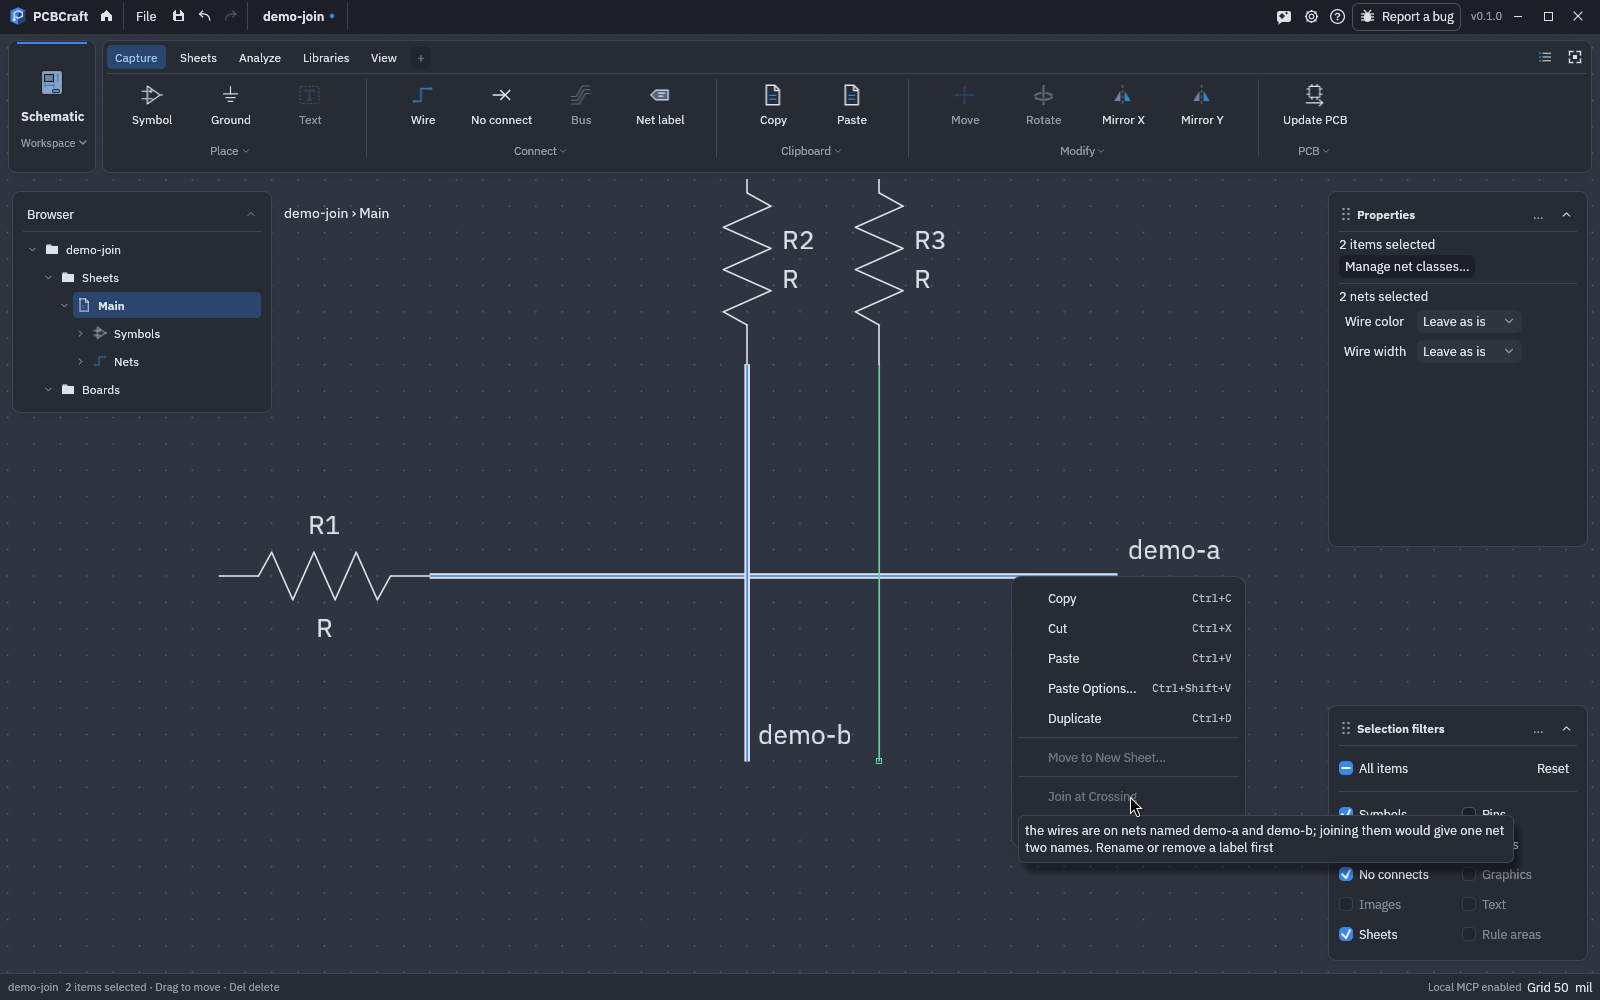 PCBCraft File demo-join Report a bug v0.1.0
Capture Sheets Analyze Libraries View +
Schematic
Workspace
Symbol Ground Text Wire No connect Bus Net label Copy Paste Move Rotate Mirror X Mirror Y Update PCB
Place Connect Clipboard Modify PCB
Browser
demo-join
Sheets
Main
Symbols
Nets
Boards
demo-join › Main
R2
R
R3
R
R1
R
demo-a
demo-b
Properties ...
2 items selected
Manage net classes...
2 nets selected
Wire color Leave as is
Wire width Leave as is
Copy Ctrl+C
Cut Ctrl+X
Paste Ctrl+V
Paste Options... Ctrl+Shift+V
Duplicate Ctrl+D
Move to New Sheet...
Join at Crossing
the wires are on nets named demo-a and demo-b; joining them would give one net
two names. Rename or remove a label first
Selection filters ...
All items Reset
Symbols Pins
No connects Graphics
Images Text
Sheets Rule areas
demo-join 2 items selected · Drag to move · Del delete
Local MCP enabled Grid 50 mil